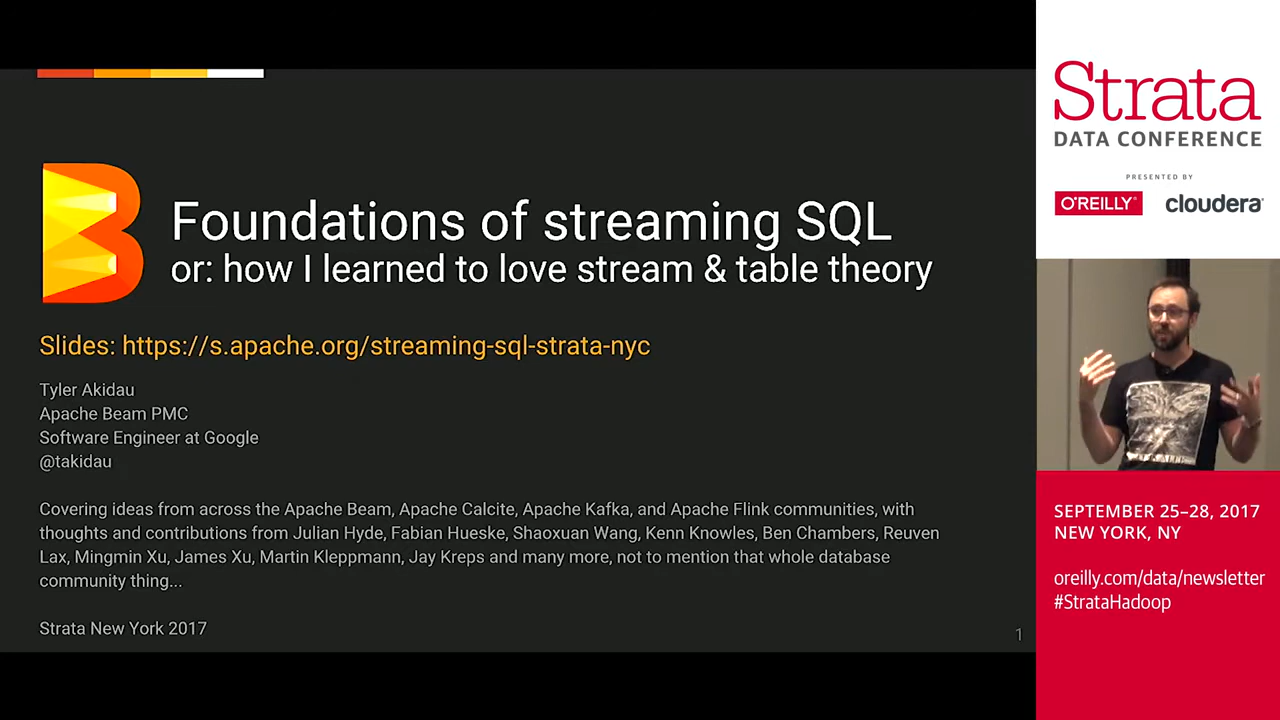 Foundations of streaming SQL
or: how I learned to love stream & table theory
Slides: https://s.apache.org/streaming-sql-strata-nyc
Tyler Akidau
Apache Beam PMC
Software Engineer at Google
@takidau
Covering ideas from across the Apache Beam, Apache Calcite, Apache Kafka, and Apache Flink communities, with
thoughts and contributions from Julian Hyde, Fabian Hueske, Shaoxuan Wang, Kenn Knowles, Ben Chambers, Reuven
Lax, Mingmin Xu, James Xu, Martin Kleppmann, Jay Kreps and many more, not to mention that whole database
community thing...
Strata New York 2017
1
Strata
DATA CONFERENCE
PRESENTED BY
O'REILLY® cloudera
SEPTEMBER 25–28, 2017
NEW YORK, NY
oreilly.com/data/newsletter
#StrataHadoop